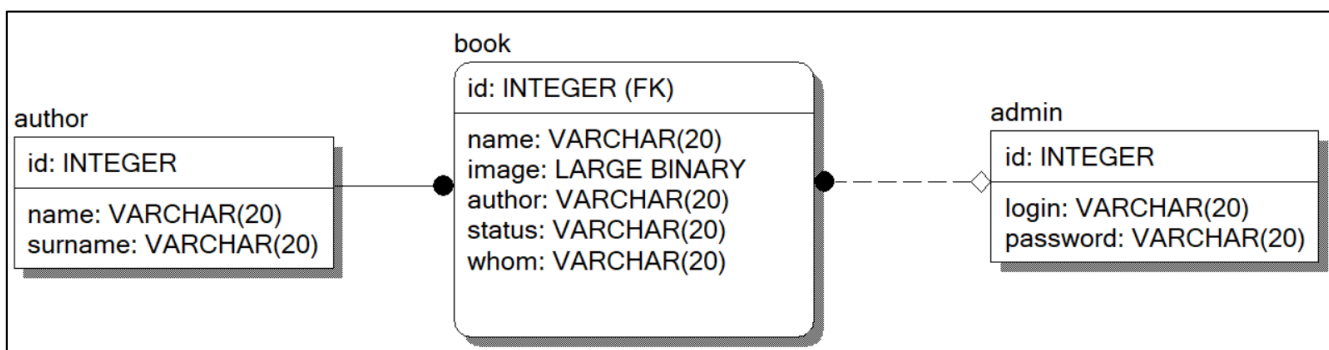 author
id: INTEGER
name: VARCHAR(20)
surname: VARCHAR(20)
book
id: INTEGER (FK)
name: VARCHAR(20)
image: LARGE BINARY
author: VARCHAR(20)
status: VARCHAR(20)
whom: VARCHAR(20)
admin
id: INTEGER
login: VARCHAR(20)
password: VARCHAR(20)